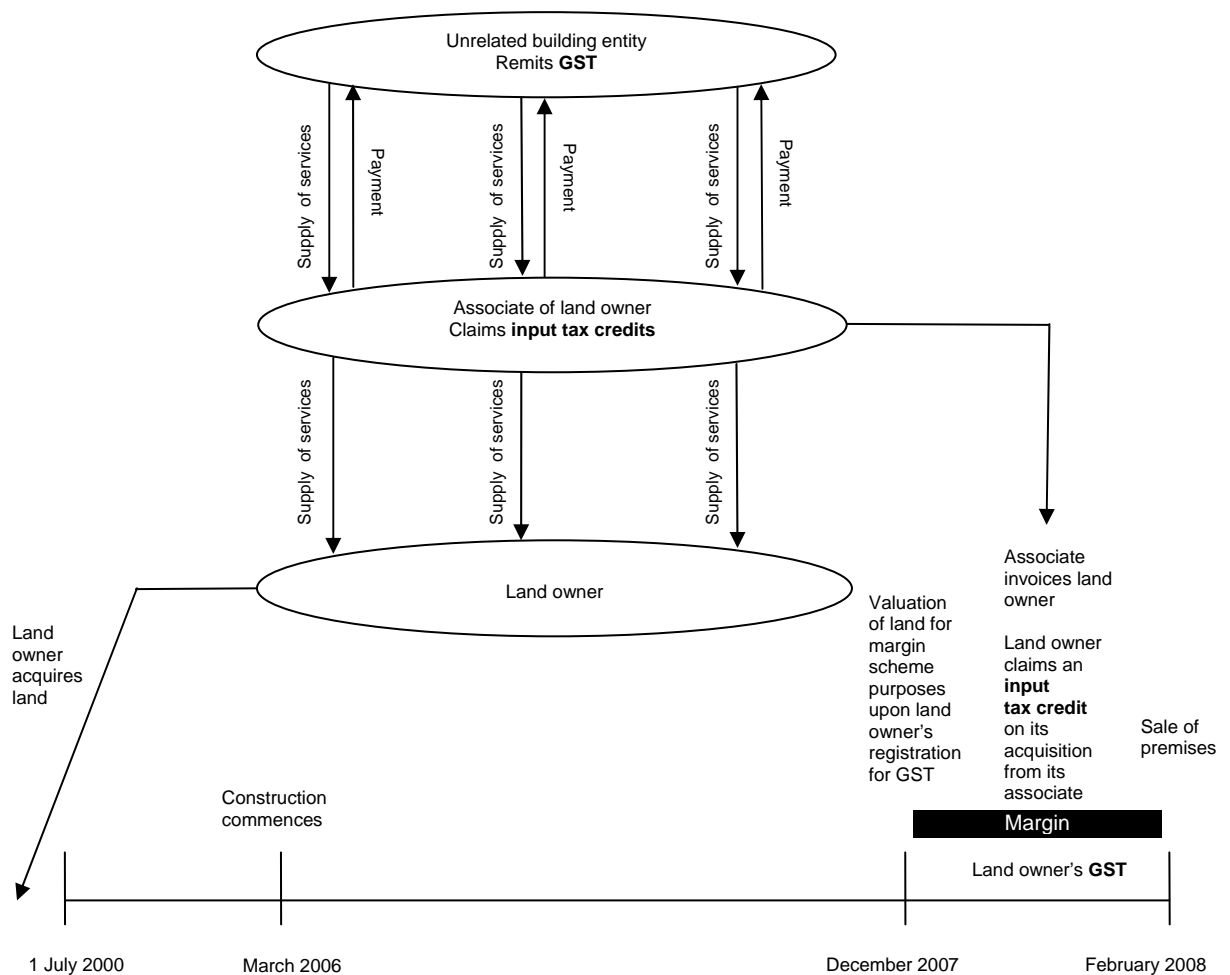 Unrelated building entity
Remits GST
Supply of services
Payment
Supply of services
Payment
Supply of services
Payment
Associate of land owner
Claims input tax credits
Supply of services
Supply of services
Supply of services
Land owner
Land
owner
acquires
land
Construction
commences
Valuation
of land for
margin
scheme
purposes
upon land
owner's
registration
for GST
Associate
invoices land
owner
Land owner
claims an
input
tax credit
on its
acquisition
from its
associate
Sale of
premises
Margin
Land owner's GST
1 July 2000
March 2006
December 2007
February 2008